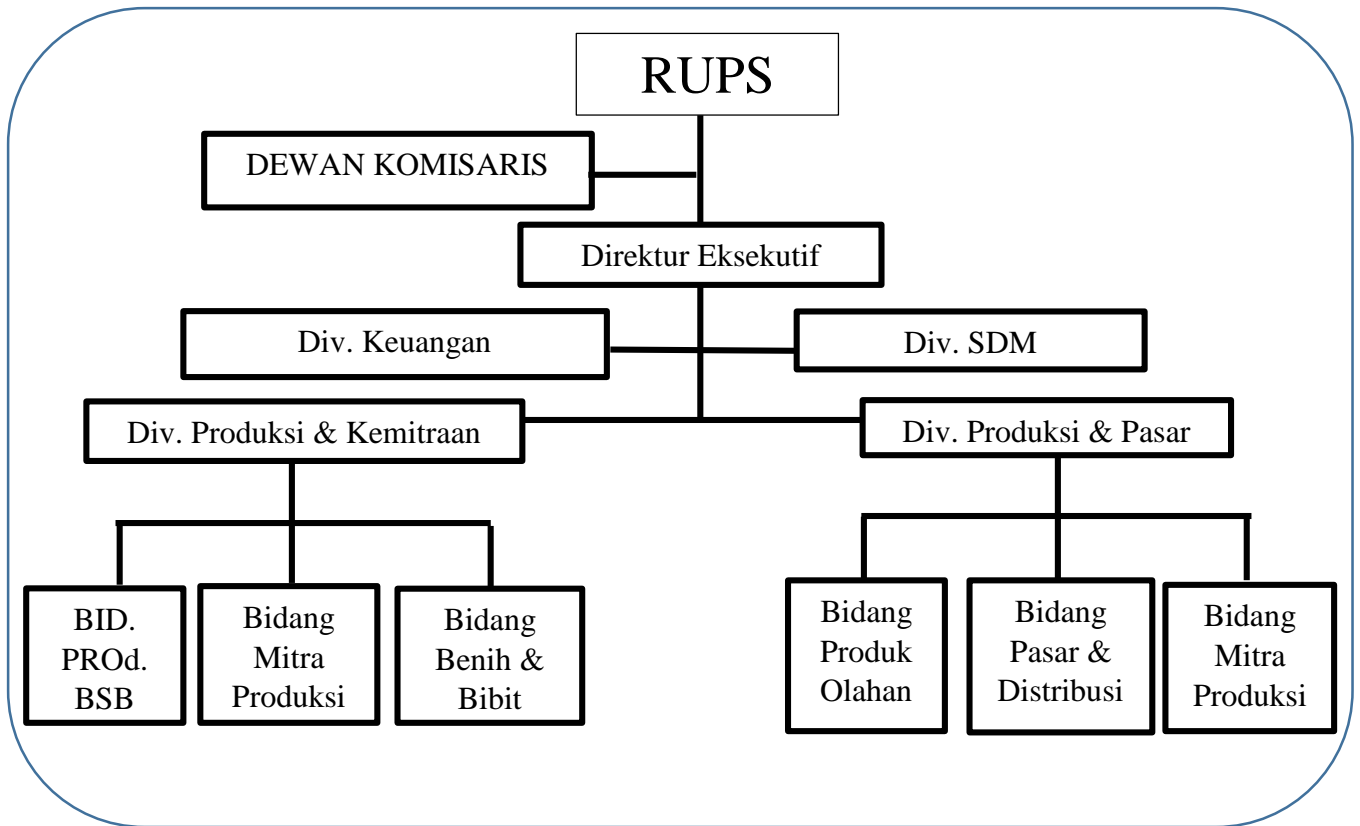 RUPS
DEWAN KOMISARIS
Direktur Eksekutif
Div. Keuangan
Div. SDM
Div. Produksi & Kemitraan
Div. Produksi & Pasar
BID.
PROd.
BSB
Bidang
Mitra
Produksi
Bidang
Benih &
Bibit
Bidang
Produk
Olahan
Bidang
Pasar &
Distribusi
Bidang
Mitra
Produksi